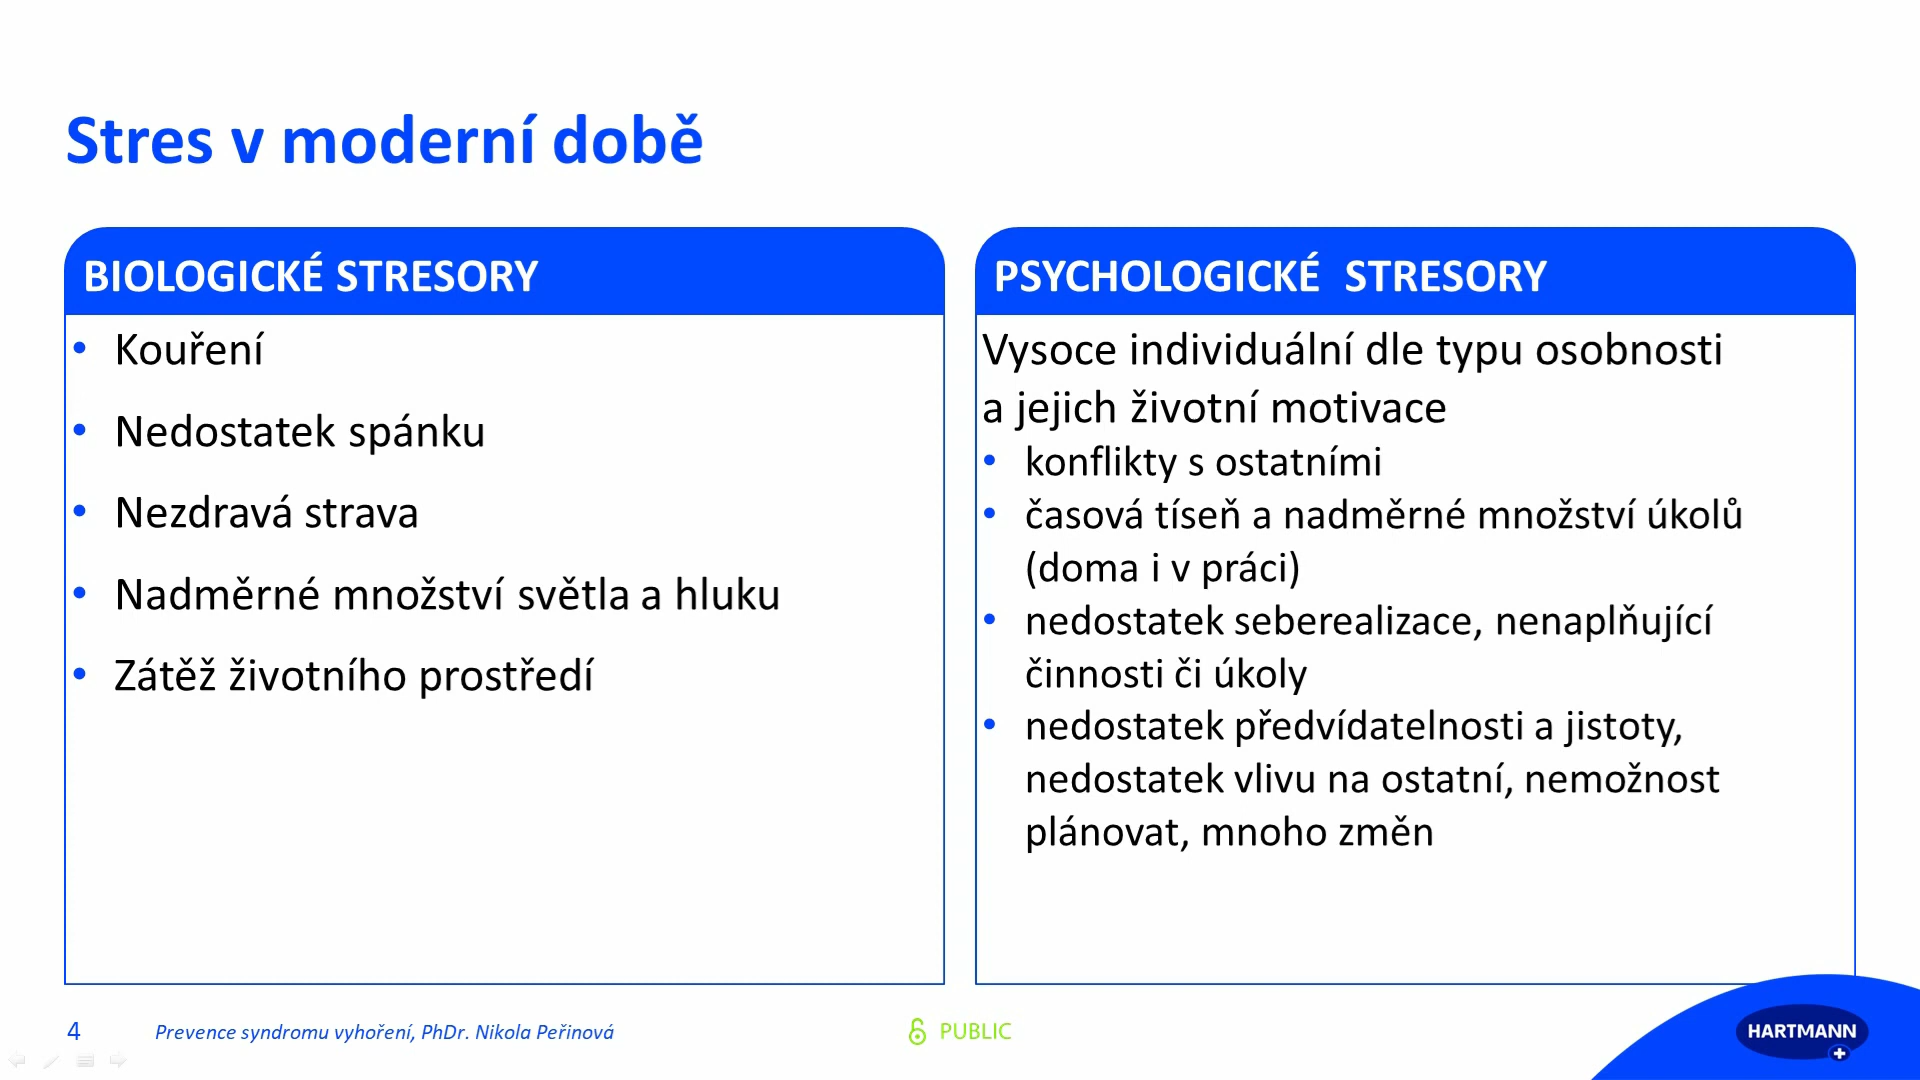 Stres v moderní době
BIOLOGICKÉ STRESORY
• Kouření
• Nedostatek spánku
• Nezdravá strava
• Nadměrné množství světla a hluku
• Zátěž životního prostředí
PSYCHOLOGICKÉ  STRESORY
Vysoce individuální dle typu osobnosti
a jejich životní motivace
• konflikty s ostatními
• časová tíseň a nadměrné množství úkolů
(doma i v práci)
• nedostatek seberealizace, nenaplňující
činnosti či úkoly
• nedostatek předvídatelnosti a jistoty,
nedostatek vlivu na ostatní, nemožnost
plánovat, mnoho změn
4
Prevence syndromu vyhoření, PhDr. Nikola Peřinová
PUBLIC
HARTMANN